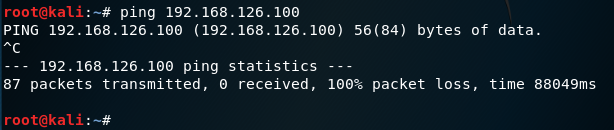 root@kali:~# ping 192.168.126.100
PING 192.168.126.100 (192.168.126.100) 56(84) bytes of data.
^C
--- 192.168.126.100 ping statistics ---
87 packets transmitted, 0 received, 100% packet loss, time 88049ms
root@kali:~#